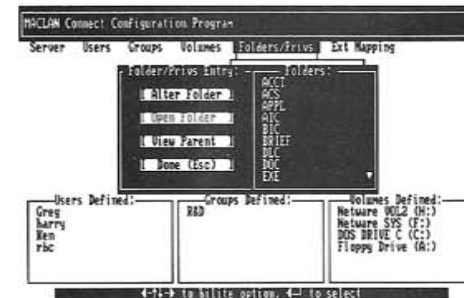 MACLAN Connect Configuration Program
Server Users Groups Volumes Folders/Privs Ext Mapping
Folder/Privs Entry:
Alter Folder
Open Folder
View Parent
Done (Esc)
Folders:
ACCT
ACS
APPL
AIC
BIC
BRIEF
DLC
DOC
EXE
Users Defined:
Greg
harry
Ken
rbc
Groups Defined:
R&D
Volumes Defined:
Netware VOL2 (H:)
Netware SYS (F:)
DOS DRIVE C (C:)
Floppy Drive (A:)
to hilite option, to select